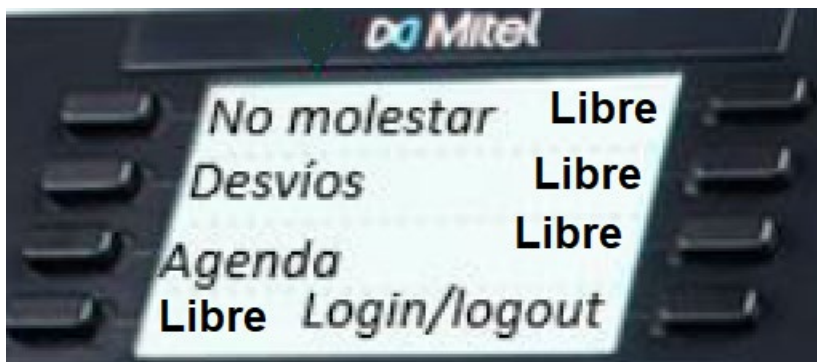 Mitel
No molestar Libre
Desvíos Libre
Libre
Agenda
Libre Login/logout